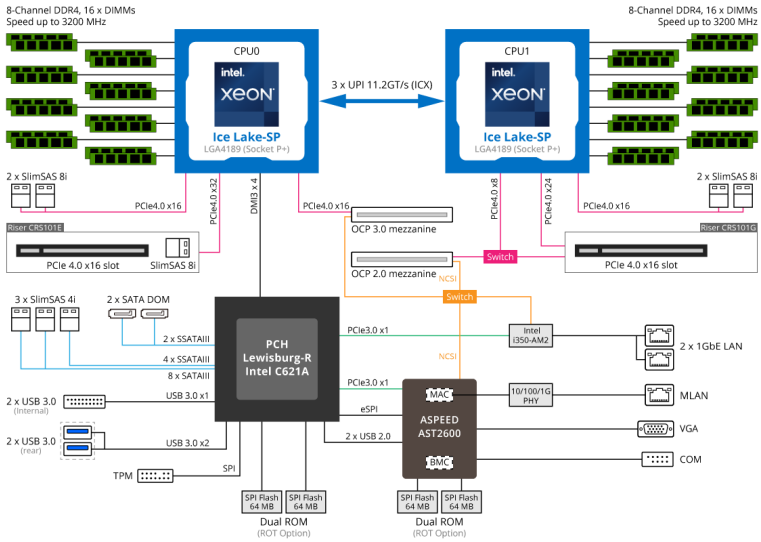 8-Channel DDR4, 16 x DIMMs
Speed up to 3200 MHz
8-Channel DDR4, 16 x DIMMs
Speed up to 3200 MHz
CPU0
intel.
XEON®
Ice Lake-SP
LGA4189 (Socket P+)
3 x UPI 11.2GT/s (ICX)
CPU1
intel.
XEON®
Ice Lake-SP
LGA4189 (Socket P+)
2 x SlimSAS 8i
PCIe4.0 x16
PCIe4.0 x32
DMI3 x 4
PCIe4.0 x16
OCP 3.0 mezzanine
PCIe4.0 x8
PCIe4.0 x24
PCIe4.0 x16
2 x SlimSAS 8i
Riser CRS101E
PCIe 4.0 x16 slot
SlimSAS 8i
OCP 2.0 mezzanine
Switch
Riser CRS101G
PCIe 4.0 x16 slot
NCSI
Switch
3 x SlimSAS 4i
2 x SATA DOM
2 x SSATAIII
4 x SSATAIII
8 x SATAIII
PCH
Lewisburg-R
Intel C621A
PCIe3.0 x1
Intel
i350-AM2
2 x 1GbE LAN
NCSI
PCIe3.0 x1
2 x USB 3.0
(Internal)
USB 3.0 x1
eSPI
MAC
10/100/1G
PHY
MLAN
ASPEED
AST2600
2 x USB 3.0
(rear)
USB 3.0 x2
2 x USB 2.0
VGA
BMC
COM
TPM
SPI
SPI Flash
64 MB
SPI Flash
64 MB
Dual ROM
(ROT Option)
SPI Flash
64 MB
SPI Flash
64 MB
Dual ROM
(ROT Option)